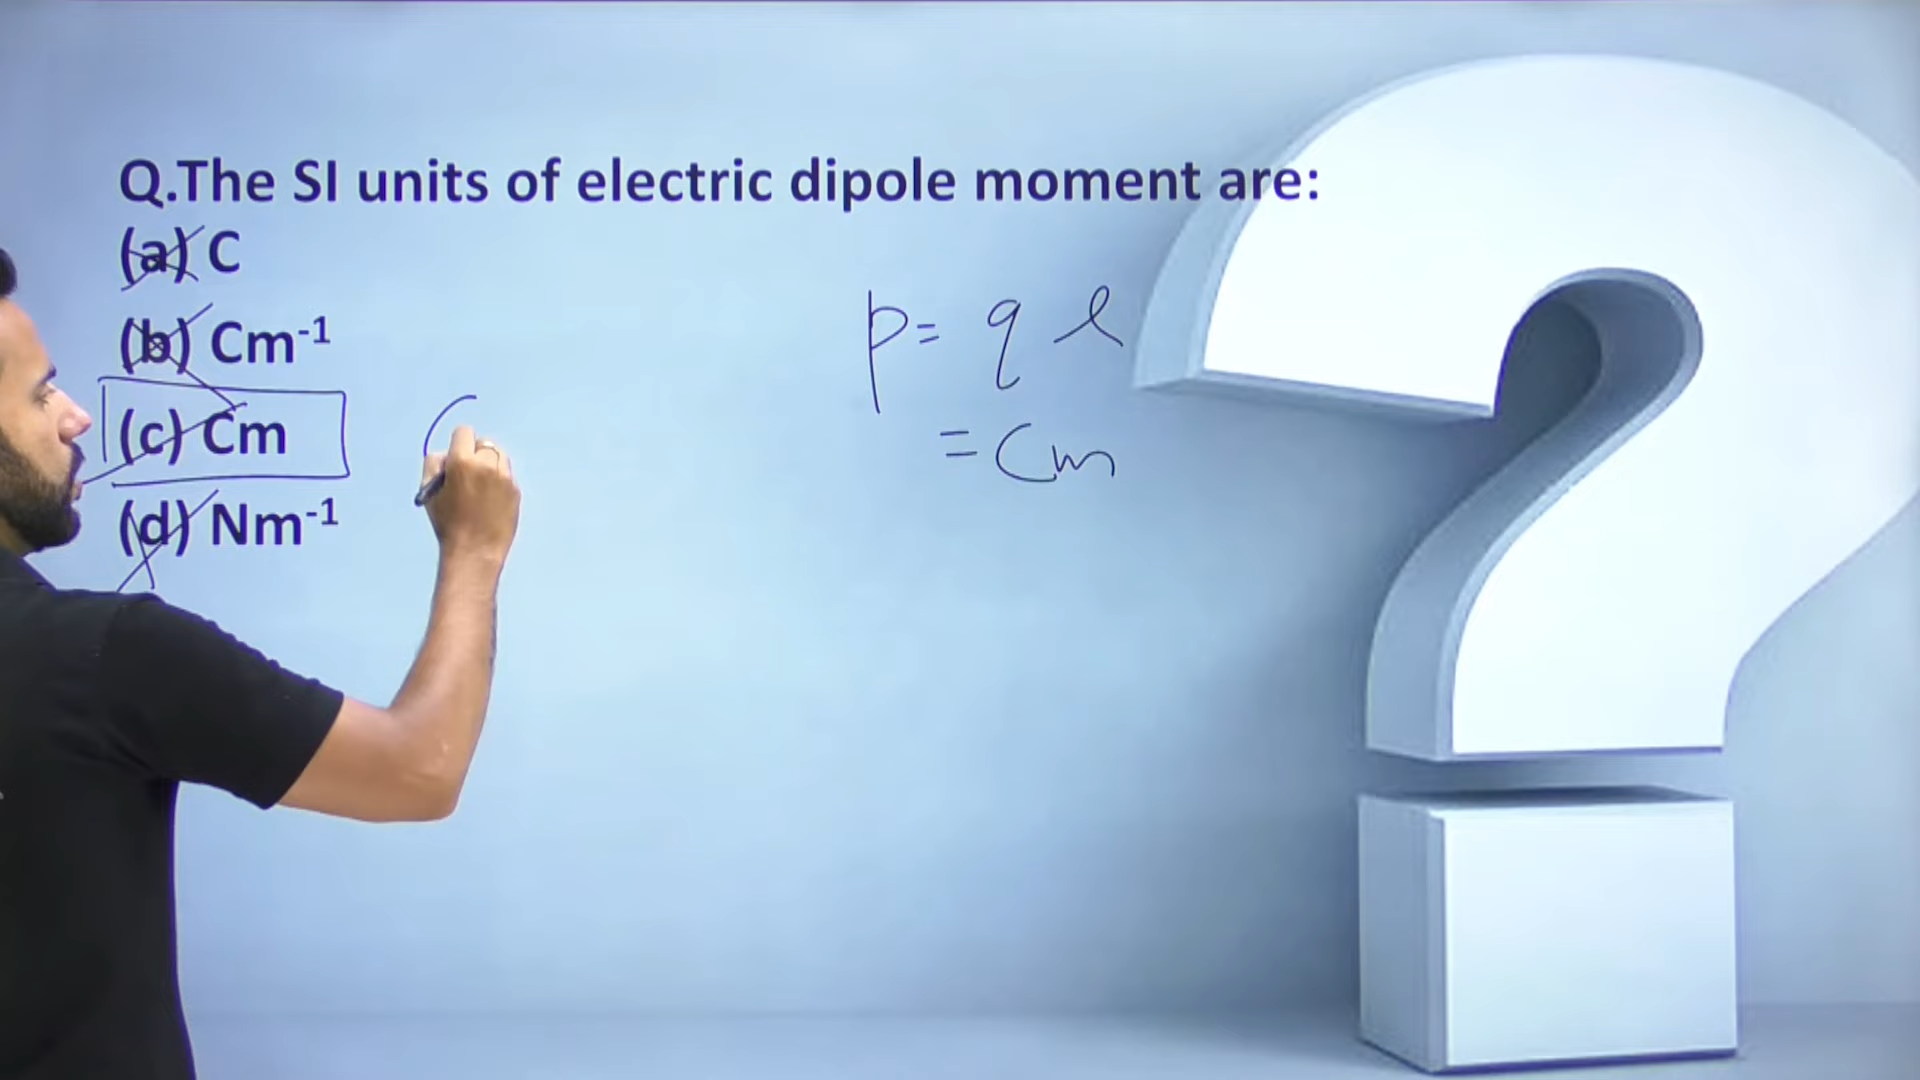 Q.The SI units of electric dipole moment are:
(a) C
(b) Cm⁻¹
(c) Cm
(d) Nm⁻¹
p = q l
= Cm